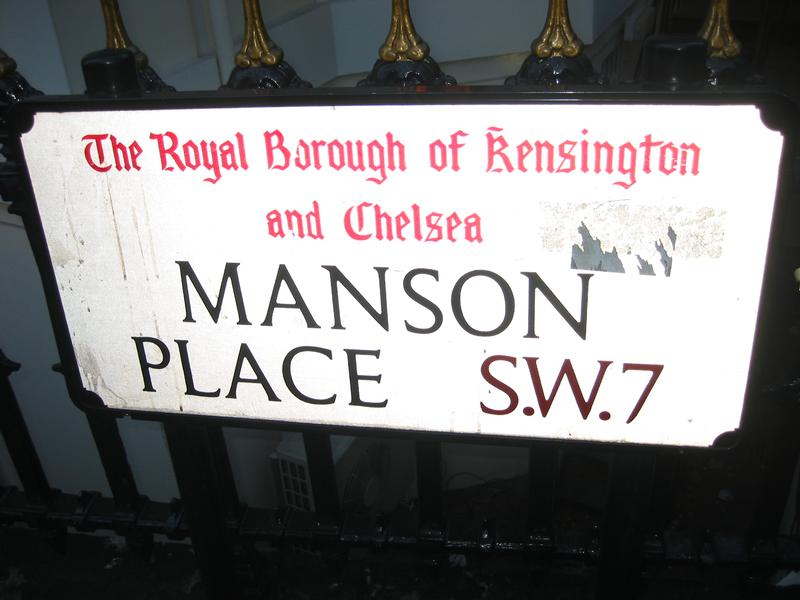 The Royal Borough of Kensington
and Chelsea
MANSON
PLACE S.W.7